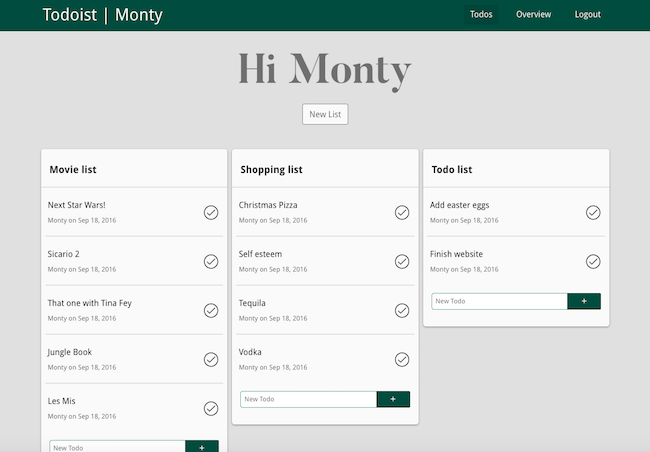 Todoist | Monty
Todos Overview Logout
Hi Monty
New List
Movie list
Next Star Wars!
Monty on Sep 18, 2016
Sicario 2
Monty on Sep 18, 2016
That one with Tina Fey
Monty on Sep 18, 2016
Jungle Book
Monty on Sep 18, 2016
Les Mis
Monty on Sep 18, 2016
New Todo
+
Shopping list
Christmas Pizza
Monty on Sep 18, 2016
Self esteem
Monty on Sep 18, 2016
Tequila
Monty on Sep 18, 2016
Vodka
Monty on Sep 18, 2016
New Todo
+
Todo list
Add easter eggs
Monty on Sep 18, 2016
Finish website
Monty on Sep 18, 2016
New Todo
+